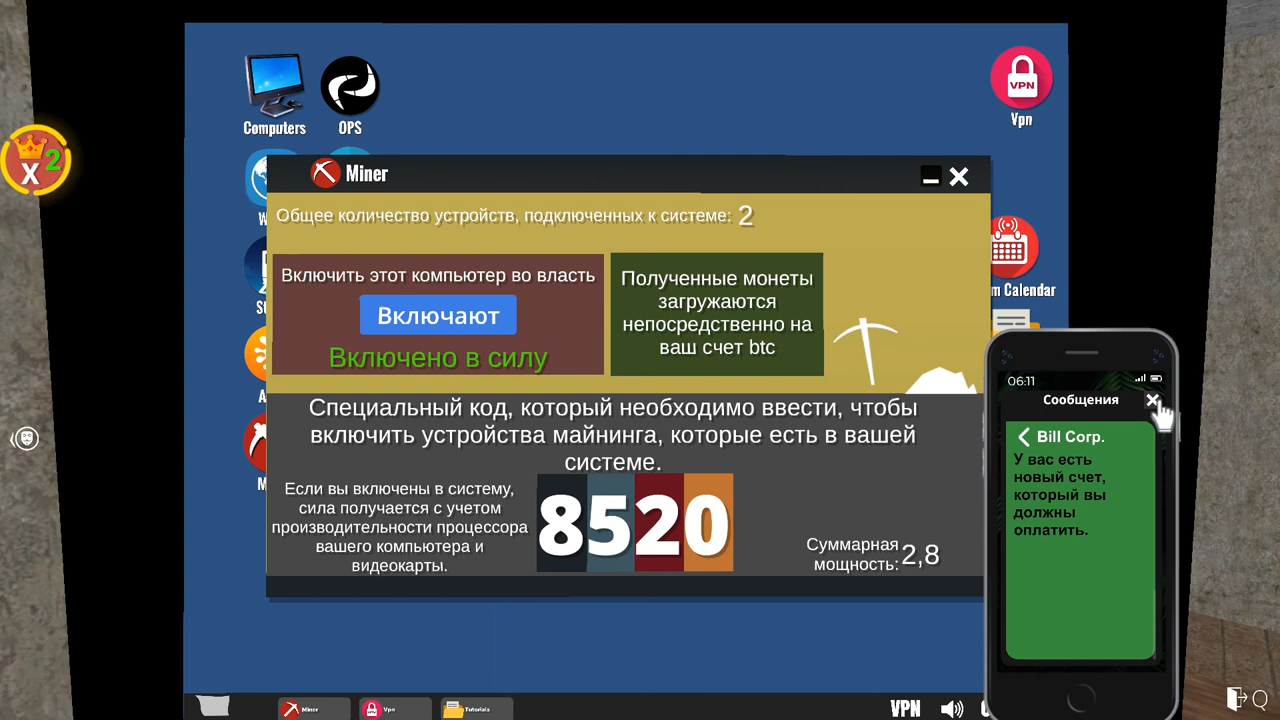 Computers
OPS
Vpn
VPN
X2
Miner
Общее количество устройств, подключенных к системе: 2
Включить этот компьютер во власть
Включают
Включено в силу
Полученные монеты
загружаются
непосредственно на
ваш счет btc
m Calendar
Специальный код, который необходимо ввести, чтобы
включить устройства майнинга, которые есть в вашей
системе.
Если вы включены в систему,
сила получается с учетом
производительности процессора
вашего компьютера и
видеокарты.
8520
Суммарная
мощность: 2,8
06:11
Сообщения
Bill Corp.
У вас есть
новый счет,
который вы
должны
оплатить.
Miner
Vpn
Tutorials
VPN
Q